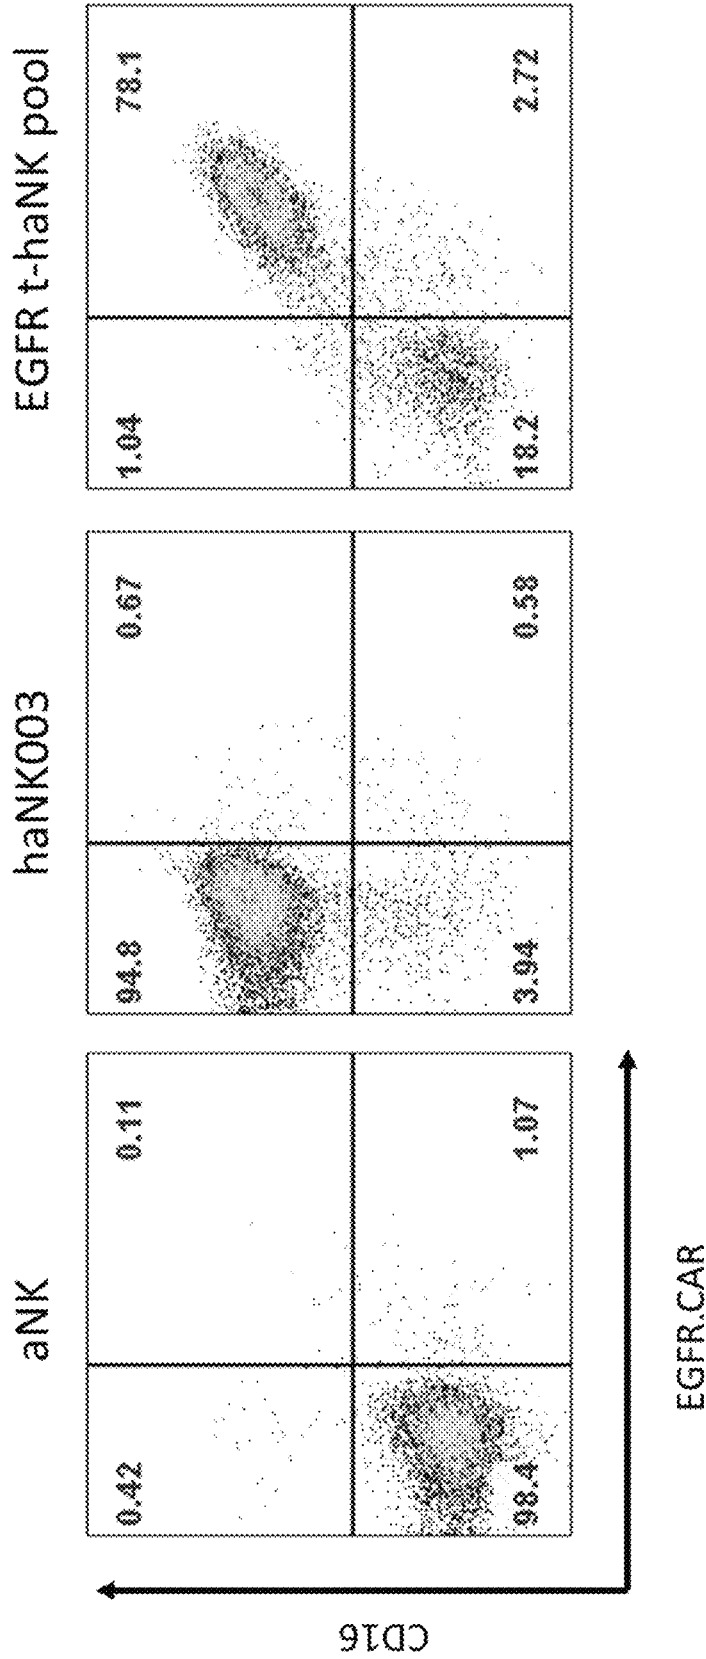 aNK
haNK003
EGFR t-haNK pool
0.42
0.11
94.8
0.67
1.04
78.1
98.4
1.07
3.94
0.58
18.2
2.72
CD16
EGFR.CAR